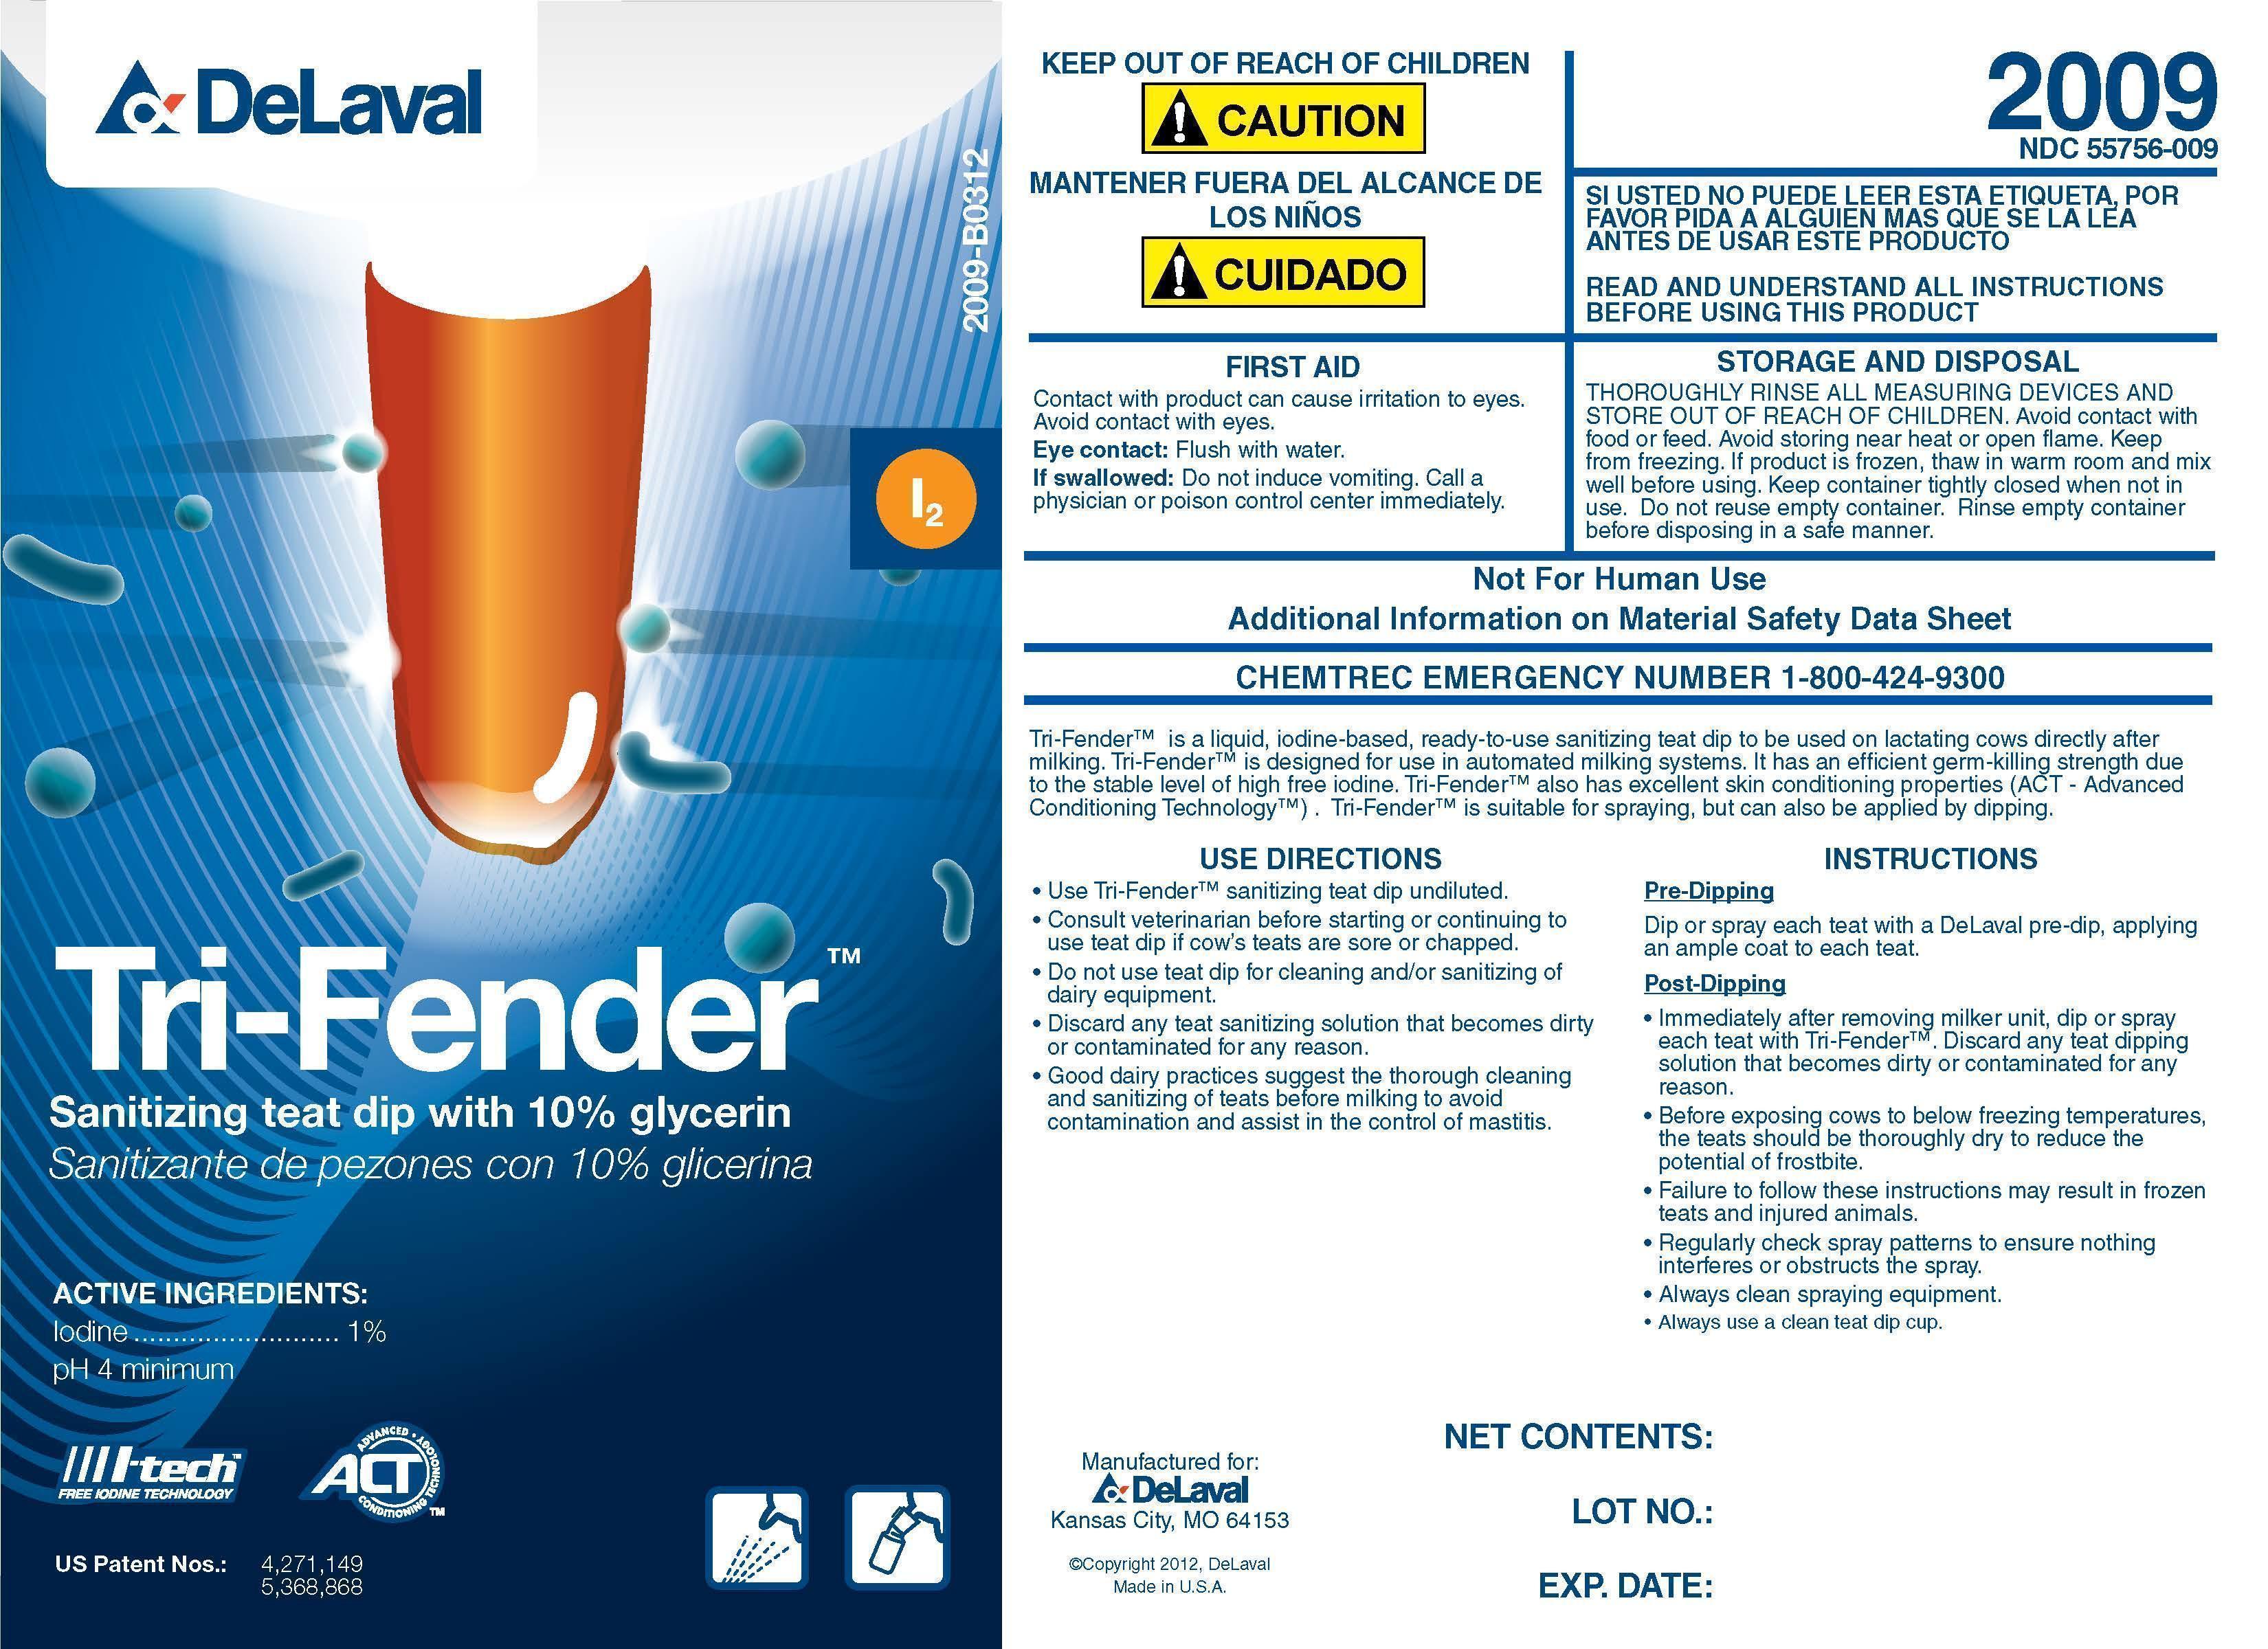 DeLaval
2009-B0312
I2
Tri-Fender™
Sanitizing teat dip with 10% glycerin
Sanitizante de pezones con 10% glicerina
ACTIVE INGREDIENTS:
Iodine .......................... 1%
pH 4 minimum
I-tech™
FREE IODINE TECHNOLOGY
ACT
ADVANCED • CONDITIONING TECHNOLOGY
TM
US Patent Nos.: 4,271,149
5,368,868
KEEP OUT OF REACH OF CHILDREN
CAUTION
MANTENER FUERA DEL ALCANCE DE
LOS NIÑOS
CUIDADO
2009
NDC 55756-009
SI USTED NO PUEDE LEER ESTA ETIQUETA, POR
FAVOR PIDA A ALGUIEN MAS QUE SE LA LEA
ANTES DE USAR ESTE PRODUCTO
READ AND UNDERSTAND ALL INSTRUCTIONS
BEFORE USING THIS PRODUCT
FIRST AID
Contact with product can cause irritation to eyes.
Avoid contact with eyes.
Eye contact: Flush with water.
If swallowed: Do not induce vomiting. Call a
physician or poison control center immediately.
STORAGE AND DISPOSAL
THOROUGHLY RINSE ALL MEASURING DEVICES AND
STORE OUT OF REACH OF CHILDREN. Avoid contact with
food or feed. Avoid storing near heat or open flame. Keep
from freezing. If product is frozen, thaw in warm room and mix
well before using. Keep container tightly closed when not in
use. Do not reuse empty container. Rinse empty container
before disposing in a safe manner.
Not For Human Use
Additional Information on Material Safety Data Sheet
CHEMTREC EMERGENCY NUMBER 1-800-424-9300
Tri-Fender™ is a liquid, iodine-based, ready-to-use sanitizing teat dip to be used on lactating cows directly after
milking. Tri-Fender™ is designed for use in automated milking systems. It has an efficient germ-killing strength due
to the stable level of high free iodine. Tri-Fender™ also has excellent skin conditioning properties (ACT - Advanced
Conditioning Technology™) . Tri-Fender™ is suitable for spraying, but can also be applied by dipping.
USE DIRECTIONS
• Use Tri-Fender™ sanitizing teat dip undiluted.
• Consult veterinarian before starting or continuing to
use teat dip if cow's teats are sore or chapped.
• Do not use teat dip for cleaning and/or sanitizing of
dairy equipment.
• Discard any teat sanitizing solution that becomes dirty
or contaminated for any reason.
• Good dairy practices suggest the thorough cleaning
and sanitizing of teats before milking to avoid
contamination and assist in the control of mastitis.
INSTRUCTIONS
Pre-Dipping
Dip or spray each teat with a DeLaval pre-dip, applying
an ample coat to each teat.
Post-Dipping
• Immediately after removing milker unit, dip or spray
each teat with Tri-Fender™. Discard any teat dipping
solution that becomes dirty or contaminated for any
reason.
• Before exposing cows to below freezing temperatures,
the teats should be thoroughly dry to reduce the
potential of frostbite.
• Failure to follow these instructions may result in frozen
teats and injured animals.
• Regularly check spray patterns to ensure nothing
interferes or obstructs the spray.
• Always clean spraying equipment.
• Always use a clean teat dip cup.
Manufactured for:
DeLaval
Kansas City, MO 64153
©Copyright 2012, DeLaval
Made in U.S.A.
NET CONTENTS:
LOT NO.:
EXP. DATE: